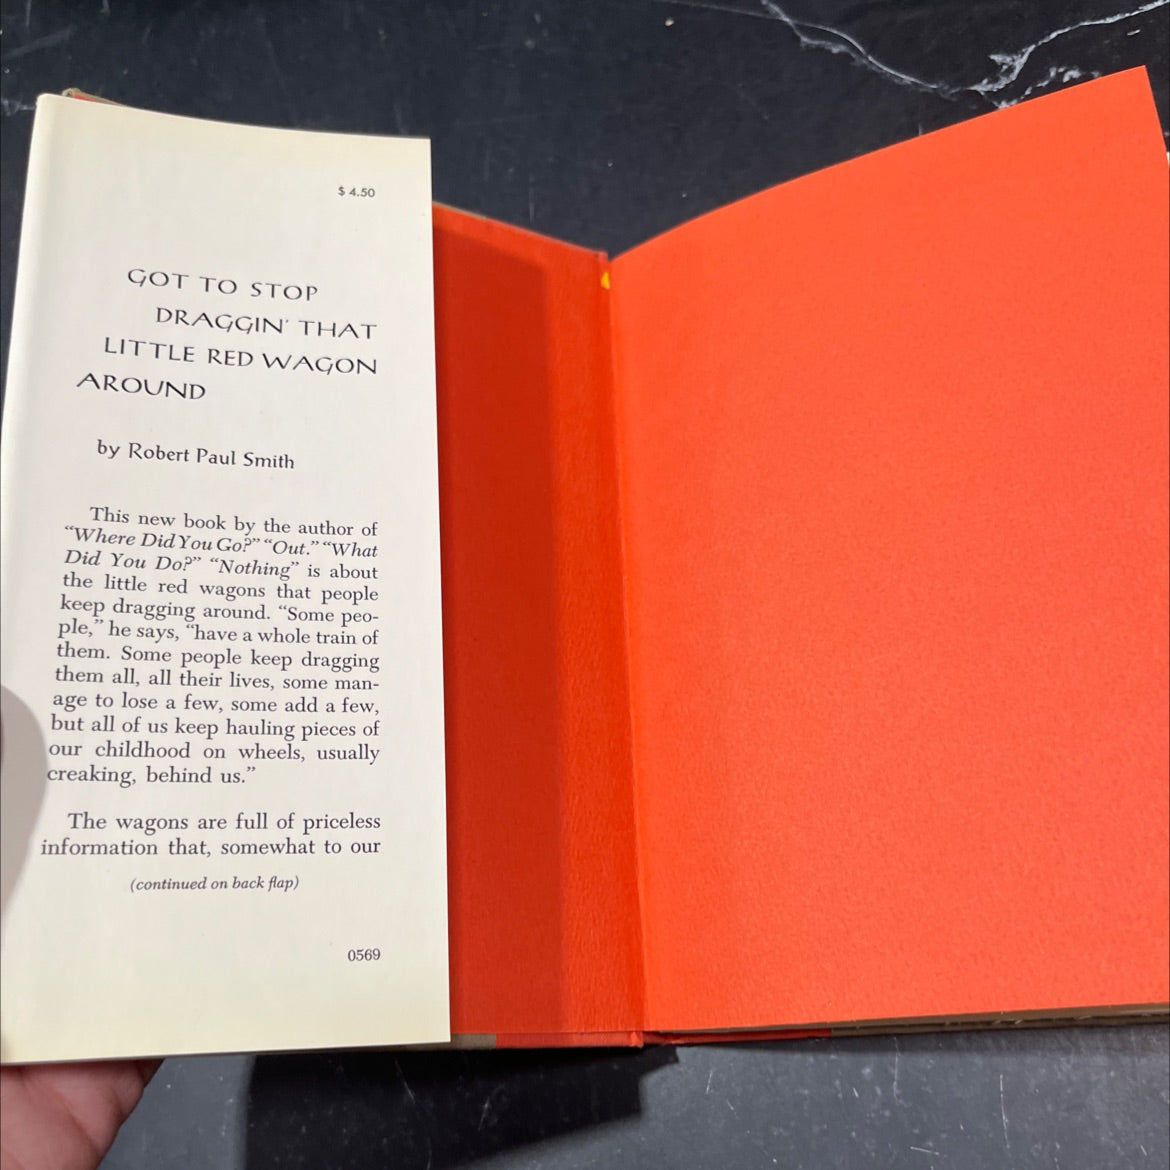 $ 4.50
GOT TO STOP
DRAGGIN' THAT
LITTLE RED WAGON
AROUND
by Robert Paul Smith
This new book by the author of
“Where Did You Go?” “Out.” “What
Did You Do?” “Nothing” is about
the little red wagons that people
keep dragging around. “Some peo-
ple,” he says, “have a whole train of
them. Some people keep dragging
them all, all their lives, some man-
age to lose a few, some add a few,
but all of us keep hauling pieces of
our childhood on wheels, usually
creaking, behind us.”
The wagons are full of priceless
information that, somewhat to our
(continued on back flap)
0569